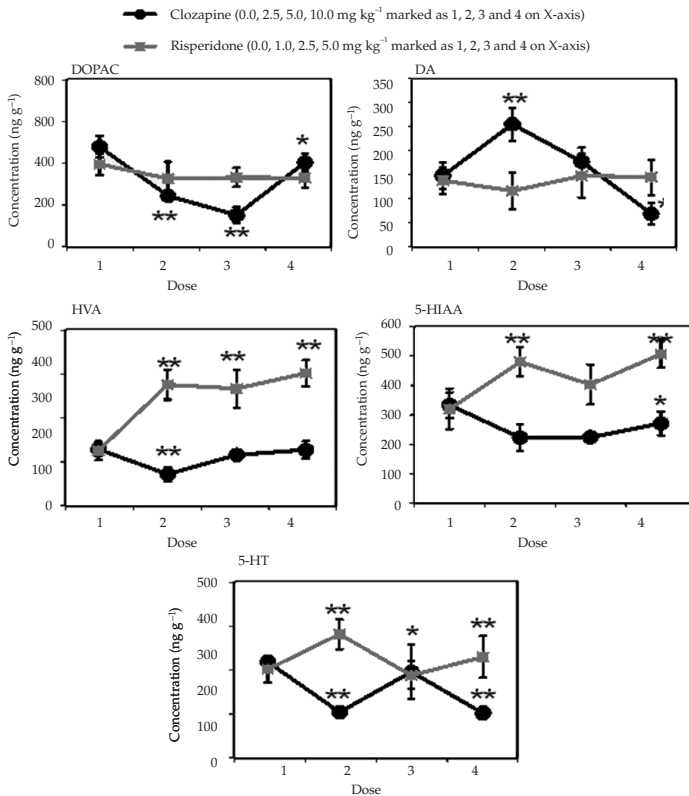 Clozapine (0.0, 2.5, 5.0, 10.0 mg kg⁻¹ marked as 1, 2, 3 and 4 on X-axis)
Risperidone (0.0, 1.0, 2.5, 5.0 mg kg⁻¹ marked as 1, 2, 3 and 4 on X-axis)
DOPAC
Concentration (ng g⁻¹)
800
800
400
200
0
*
**
**
1 2 3 4
Dose
DA
Concentration (ng g⁻¹)
350
300
250
200
150
100
50
0
**
*
1 2 3 4
Dose
HVA
Concentration (ng g⁻¹)
500
400
200
100
0
**
**
**
**
1 2 3 4
Dose
5-HIAA
Concentration (ng g⁻¹)
600
500
400
300
200
100
0
**
**
*
1 2 3 4
Dose
5-HT
Concentration (ng g⁻¹)
500
400
300
200
100
0
**
*
**
**
**
1 2 3 4
Dose